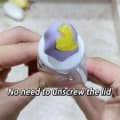 No need to unscrew the lid